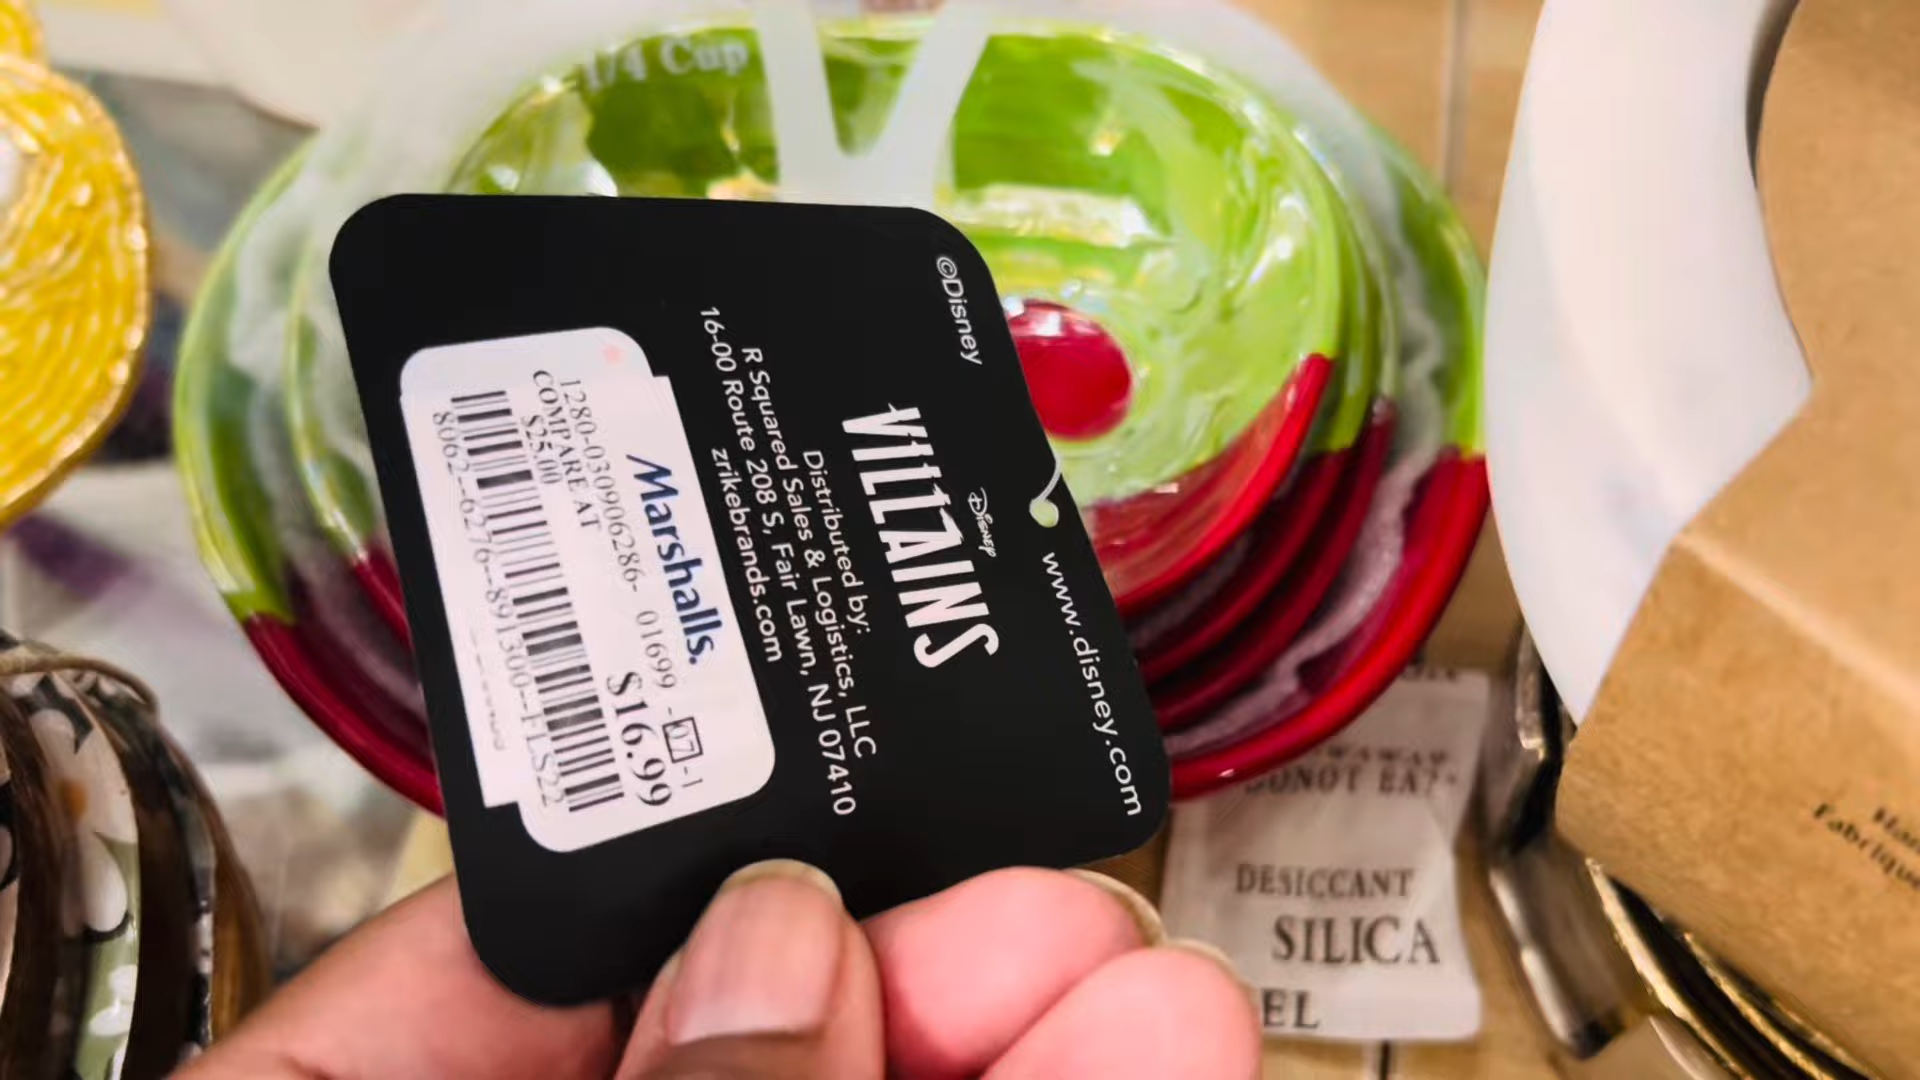 1/4 Cup
©Disney
www.disney.com
Disney
VILLAINS
Distributed by:
R Squared Sales & Logistics, LLC
16-00 Route 208 S, Fair Lawn, NJ 07410
zrikebrands.com
Marshalls.
1280-030906286- 01699 -07-1
COMPARE AT
$25.00
$16.99
8062-6276-891300-FLS22
DONOT EAT
DESICCANT
SILICA
EL
Fabriqué